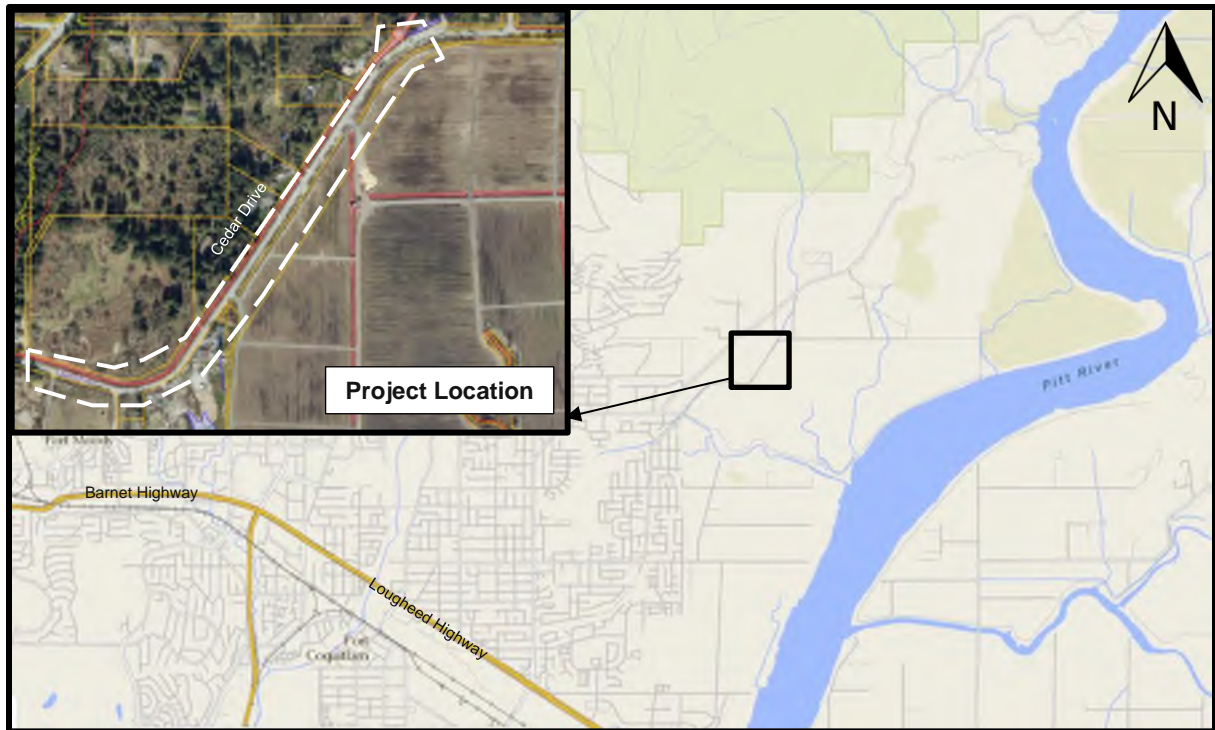 N
Cedar Drive
Project Location
Pitt River
Port Moody
Barnet Highway
Lougheed Highway
Port
Coquitlam